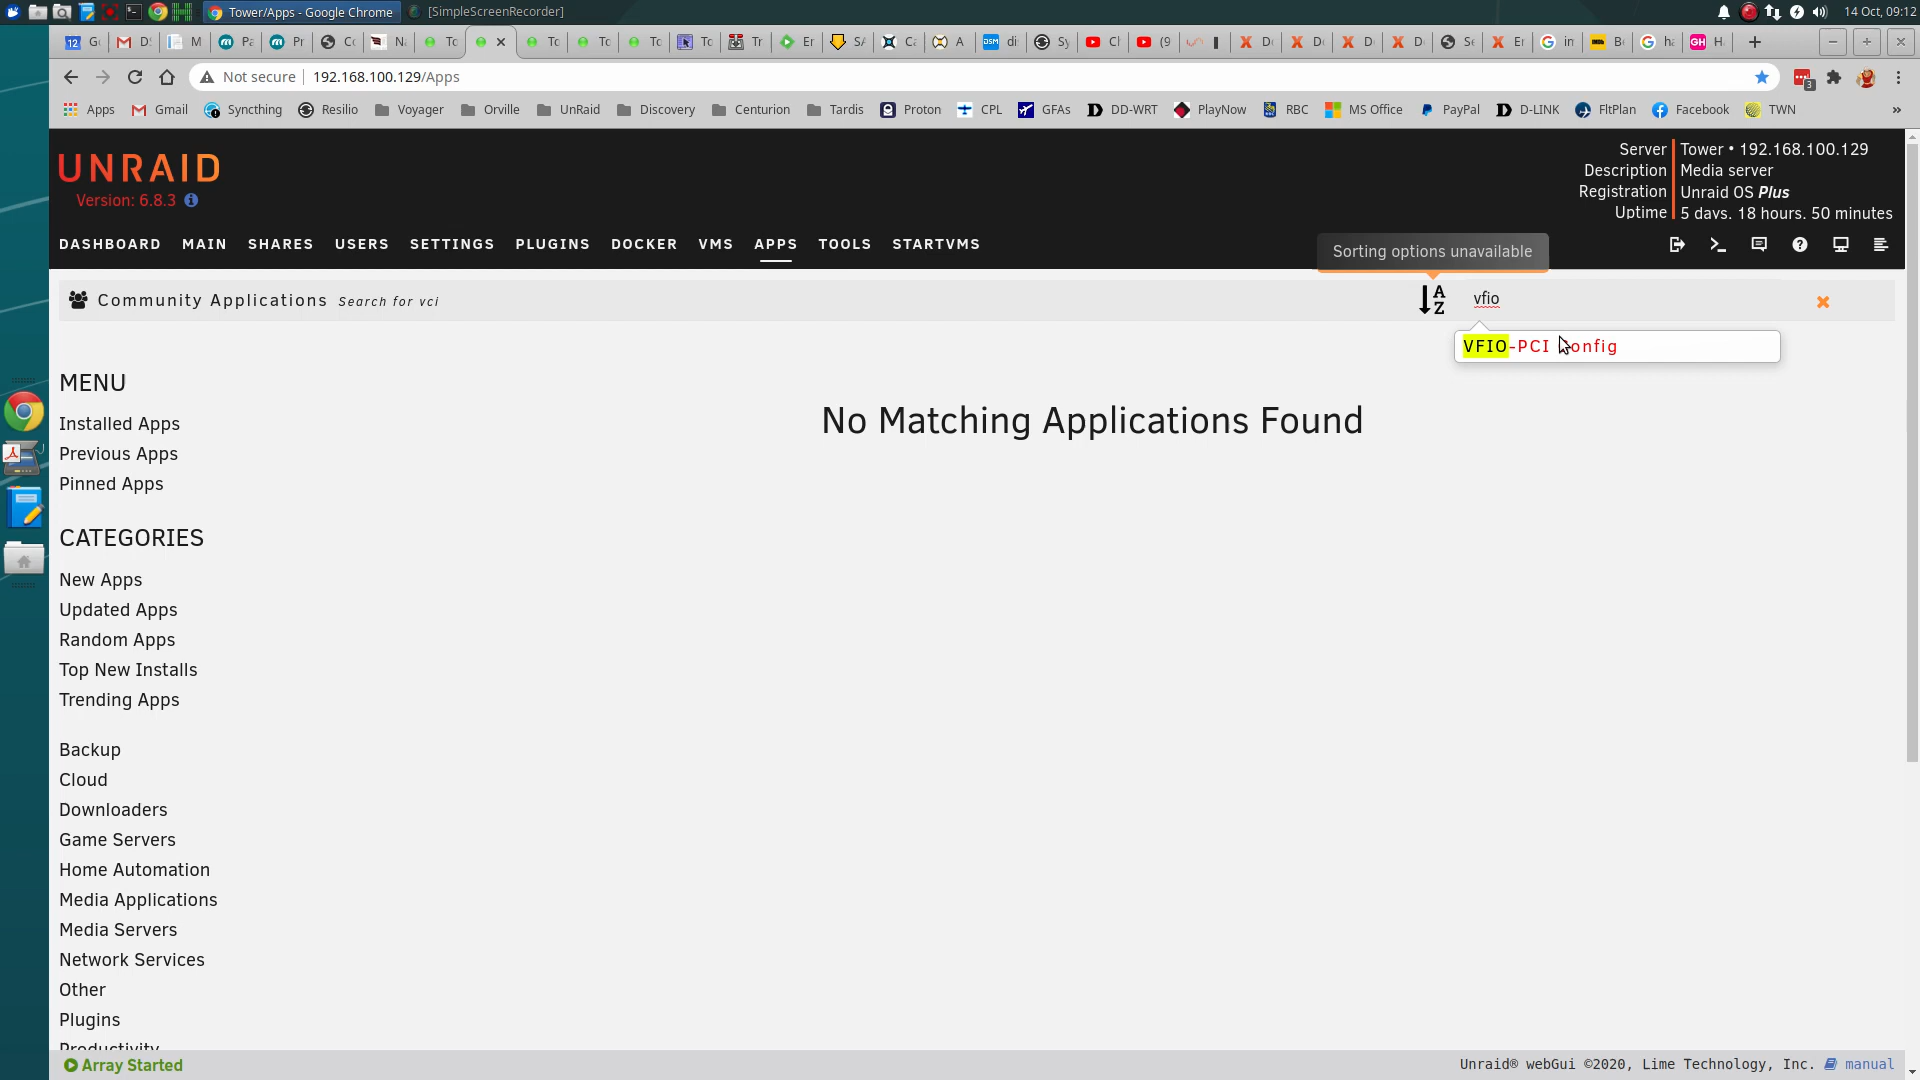 Tower/Apps - Google Chrome
[SimpleScreenRecorder]
14 Oct, 09:12
Not secure
192.168.100.129/Apps
Apps
Gmail
Syncthing
Resilio
Voyager
Orville
UnRaid
Discovery
Centurion
Tardis
Proton
CPL
GFAs
DD-WRT
PlayNow
RBC
MS Office
PayPal
D-LINK
FltPlan
Facebook
TWN
»
UNRAID
Version: 6.8.3
Server
Tower • 192.168.100.129
Description
Media server
Registration
Unraid OS Plus
Uptime
5 days, 18 hours, 50 minutes
DASHBOARD
MAIN
SHARES
USERS
SETTINGS
PLUGINS
DOCKER
VMS
APPS
TOOLS
STARTVMS
Sorting options unavailable
Community Applications Search for vci
vfio
VFIO-PCI Config
No Matching Applications Found
MENU
Installed Apps
Previous Apps
Pinned Apps
CATEGORIES
New Apps
Updated Apps
Random Apps
Top New Installs
Trending Apps
Backup
Cloud
Downloaders
Game Servers
Home Automation
Media Applications
Media Servers
Network Services
Other
Plugins
Productivity
Array Started
Unraid® webGui ©2020, Lime Technology, Inc.
manual